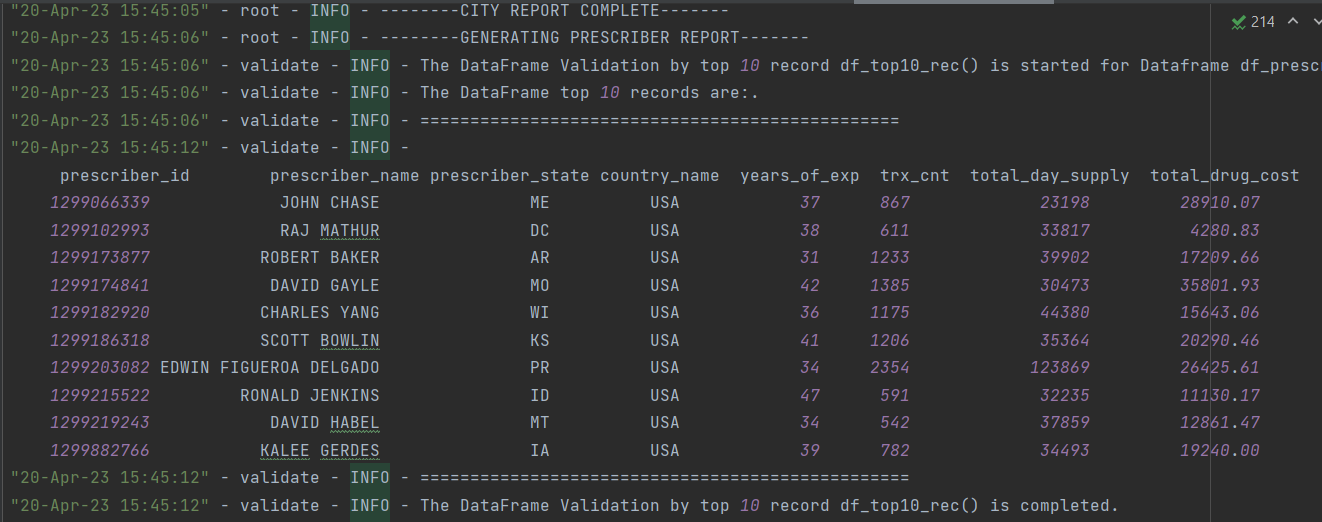 "20-Apr-23 15:45:05" - root - INFO - --------CITY REPORT COMPLETE-------
214
"20-Apr-23 15:45:06" - root - INFO - --------GENERATING PRESCRIBER REPORT-------
"20-Apr-23 15:45:06" - validate - INFO - The DataFrame Validation by top 10 record df_top10_rec() is started for Dataframe df_presc
"20-Apr-23 15:45:06" - validate - INFO - The DataFrame top 10 records are:.
"20-Apr-23 15:45:06" - validate - INFO - ================================================
"20-Apr-23 15:45:12" - validate - INFO -
prescriber_id prescriber_name prescriber_state country_name years_of_exp trx_cnt total_day_supply total_drug_cost
1299066339 JOHN CHASE ME USA 37 867 23198 28910.07
1299102993 RAJ MATHUR DC USA 38 611 33817 4280.83
1299173877 ROBERT BAKER AR USA 31 1233 39902 17209.66
1299174841 DAVID GAYLE MO USA 42 1385 30473 35801.93
1299182920 CHARLES YANG WI USA 36 1175 44380 15643.06
1299186318 SCOTT BOWLIN KS USA 41 1206 35364 20290.46
1299203082 EDWIN FIGUEROA DELGADO PR USA 34 2354 123869 26425.61
1299215522 RONALD JENKINS ID USA 47 591 32235 11130.17
1299219243 DAVID HABEL MT USA 34 542 37859 12861.47
1299882766 KALEE GERDES IA USA 39 782 34493 19240.00
"20-Apr-23 15:45:12" - validate - INFO - =================================================
"20-Apr-23 15:45:12" - validate - INFO - The DataFrame Validation by top 10 record df_top10_rec() is completed.